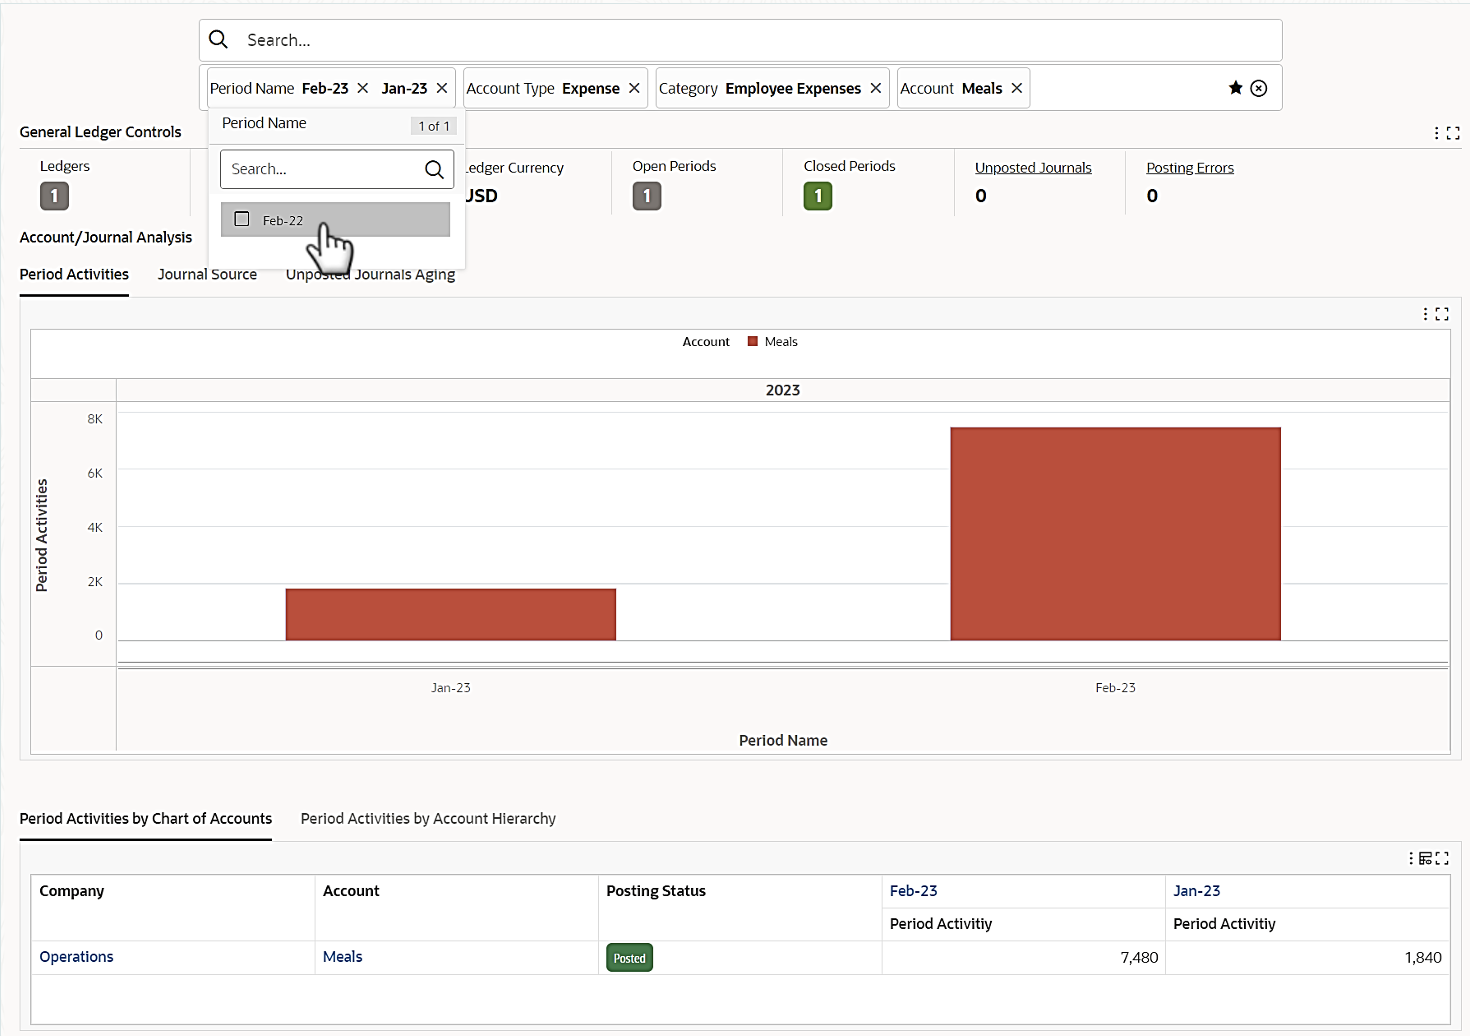 Search...
Period Name Feb-23 Jan-23 Account Type Expense Category Employee Expenses Account Meals
Period Name 1 of 1
General Ledger Controls
Search...
Ledgers
1
Ledger Currency
USD
Open Periods
1
Closed Periods
1
Unposted Journals
0
Posting Errors
0
Feb-22
Account/Journal Analysis
Period Activities Journal Source Unposted Journals Aging
Account Meals
2023
Period Activities
8K
6K
4K
2K
0
Jan-23 Feb-23
Period Name
Period Activities by Chart of Accounts Period Activities by Account Hierarchy
Company Account Posting Status Feb-23 Jan-23
Period Activitiy Period Activitiy
Operations Meals Posted 7,480 1,840